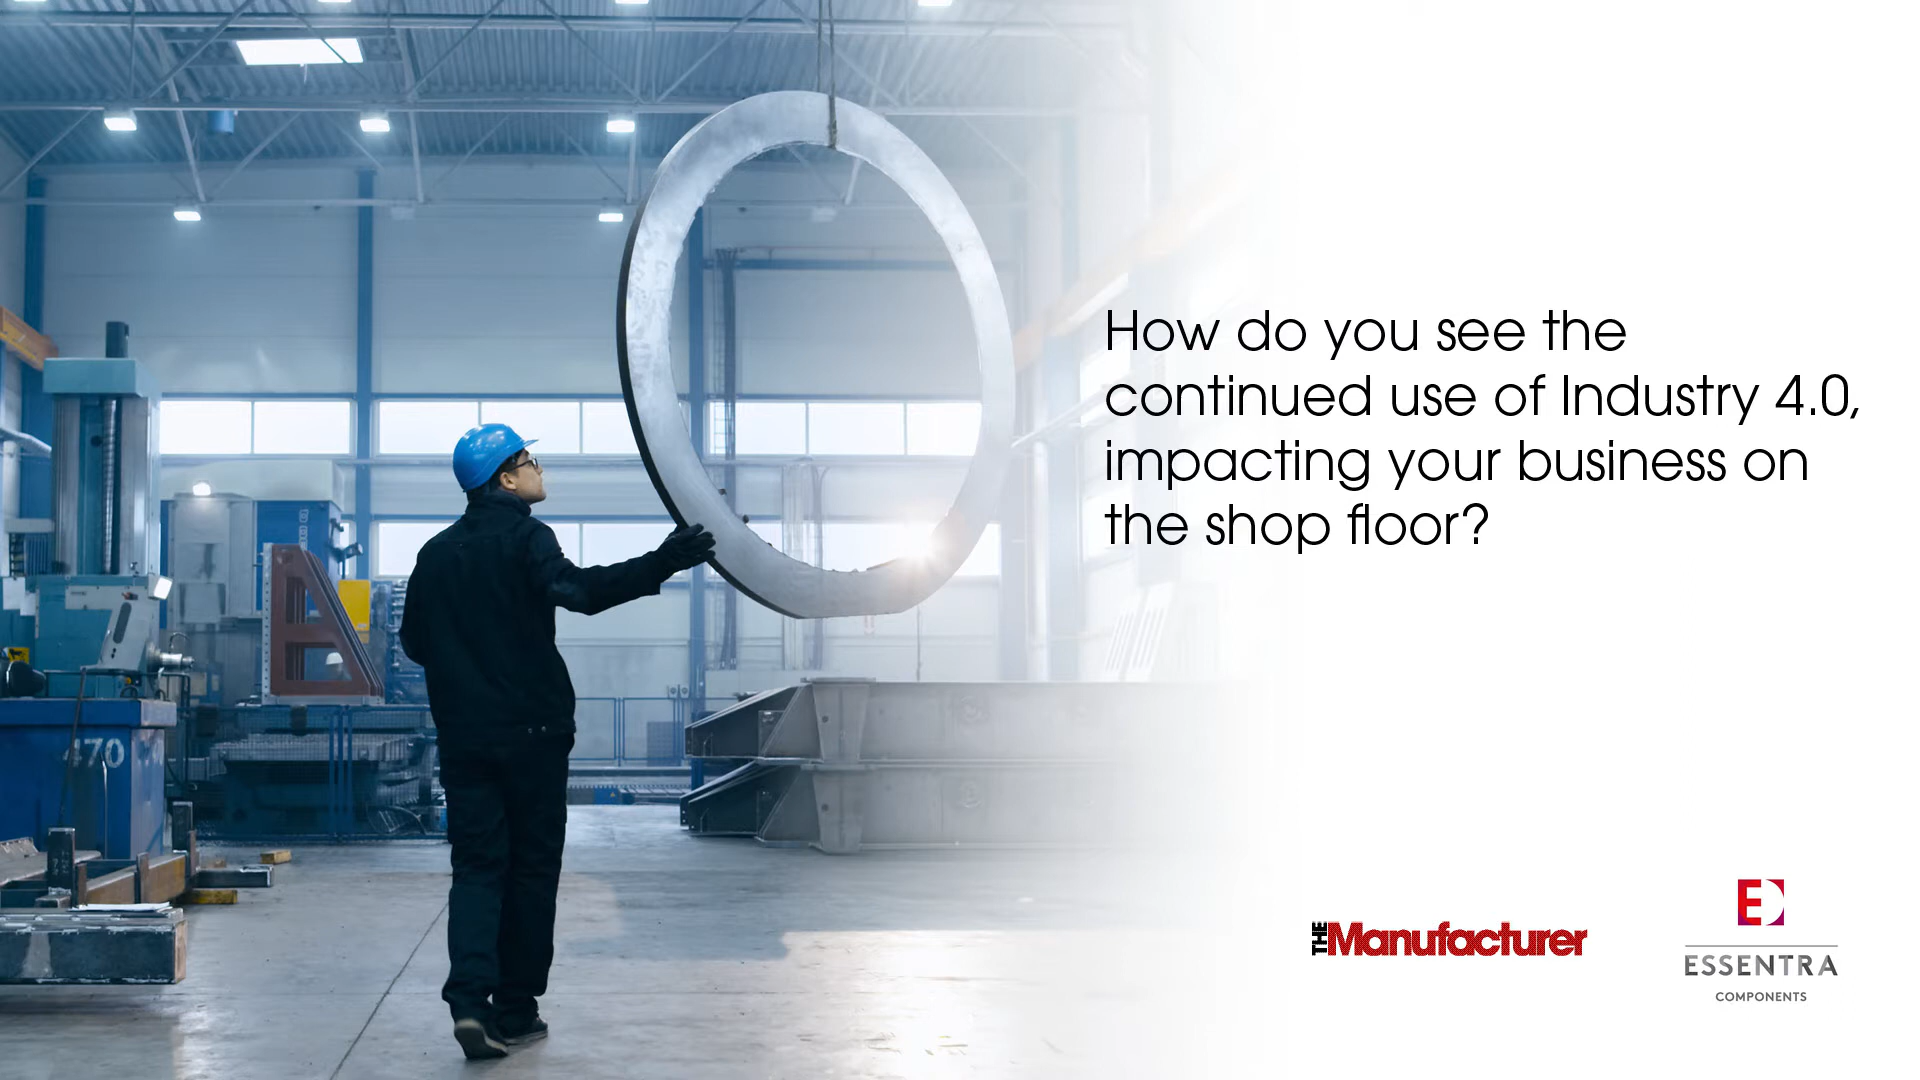 How do you see the
continued use of Industry 4.0,
impacting your business on
the shop floor?
470
THE Manufacturer
ESSENTRA
COMPONENTS